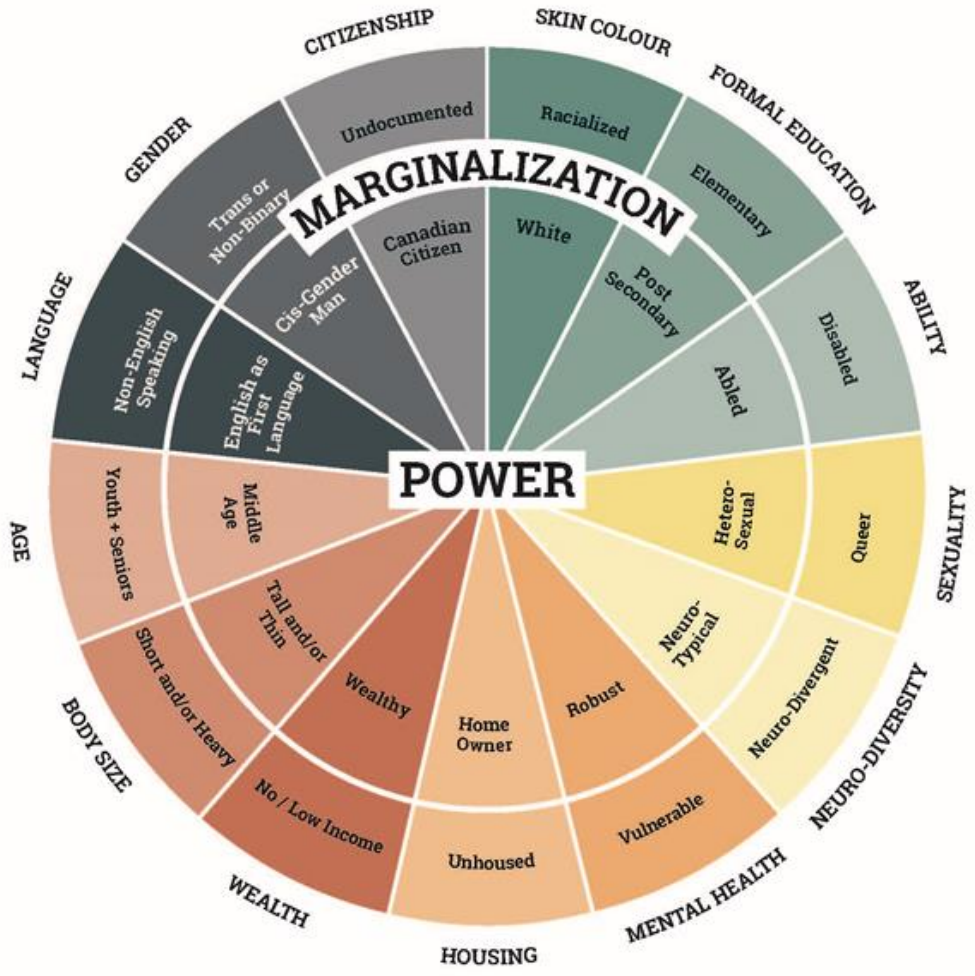 CITIZENSHIP
SKIN COLOUR
FORMAL EDUCATION
ABILITY
SEXUALITY
NEURO-DIVERSITY
MENTAL HEALTH
HOUSING
WEALTH
BODY SIZE
AGE
LANGUAGE
GENDER
MARGINALIZATION
Undocumented
Racialized
Elementary
Disabled
Queer
Neuro-Divergent
Vulnerable
Unhoused
No / Low Income
Short and/or Heavy
Youth + Seniors
Non-English
Speaking
Trans or
Non-Binary
POWER
Canadian
Citizen
White
Post
Secondary
Abled
Hetero-
Sexual
Neuro-
Typical
Robust
Home
Owner
Wealthy
Tall and/or
Thin
Middle
Age
English as
First
Language
Cis-Gender
Man